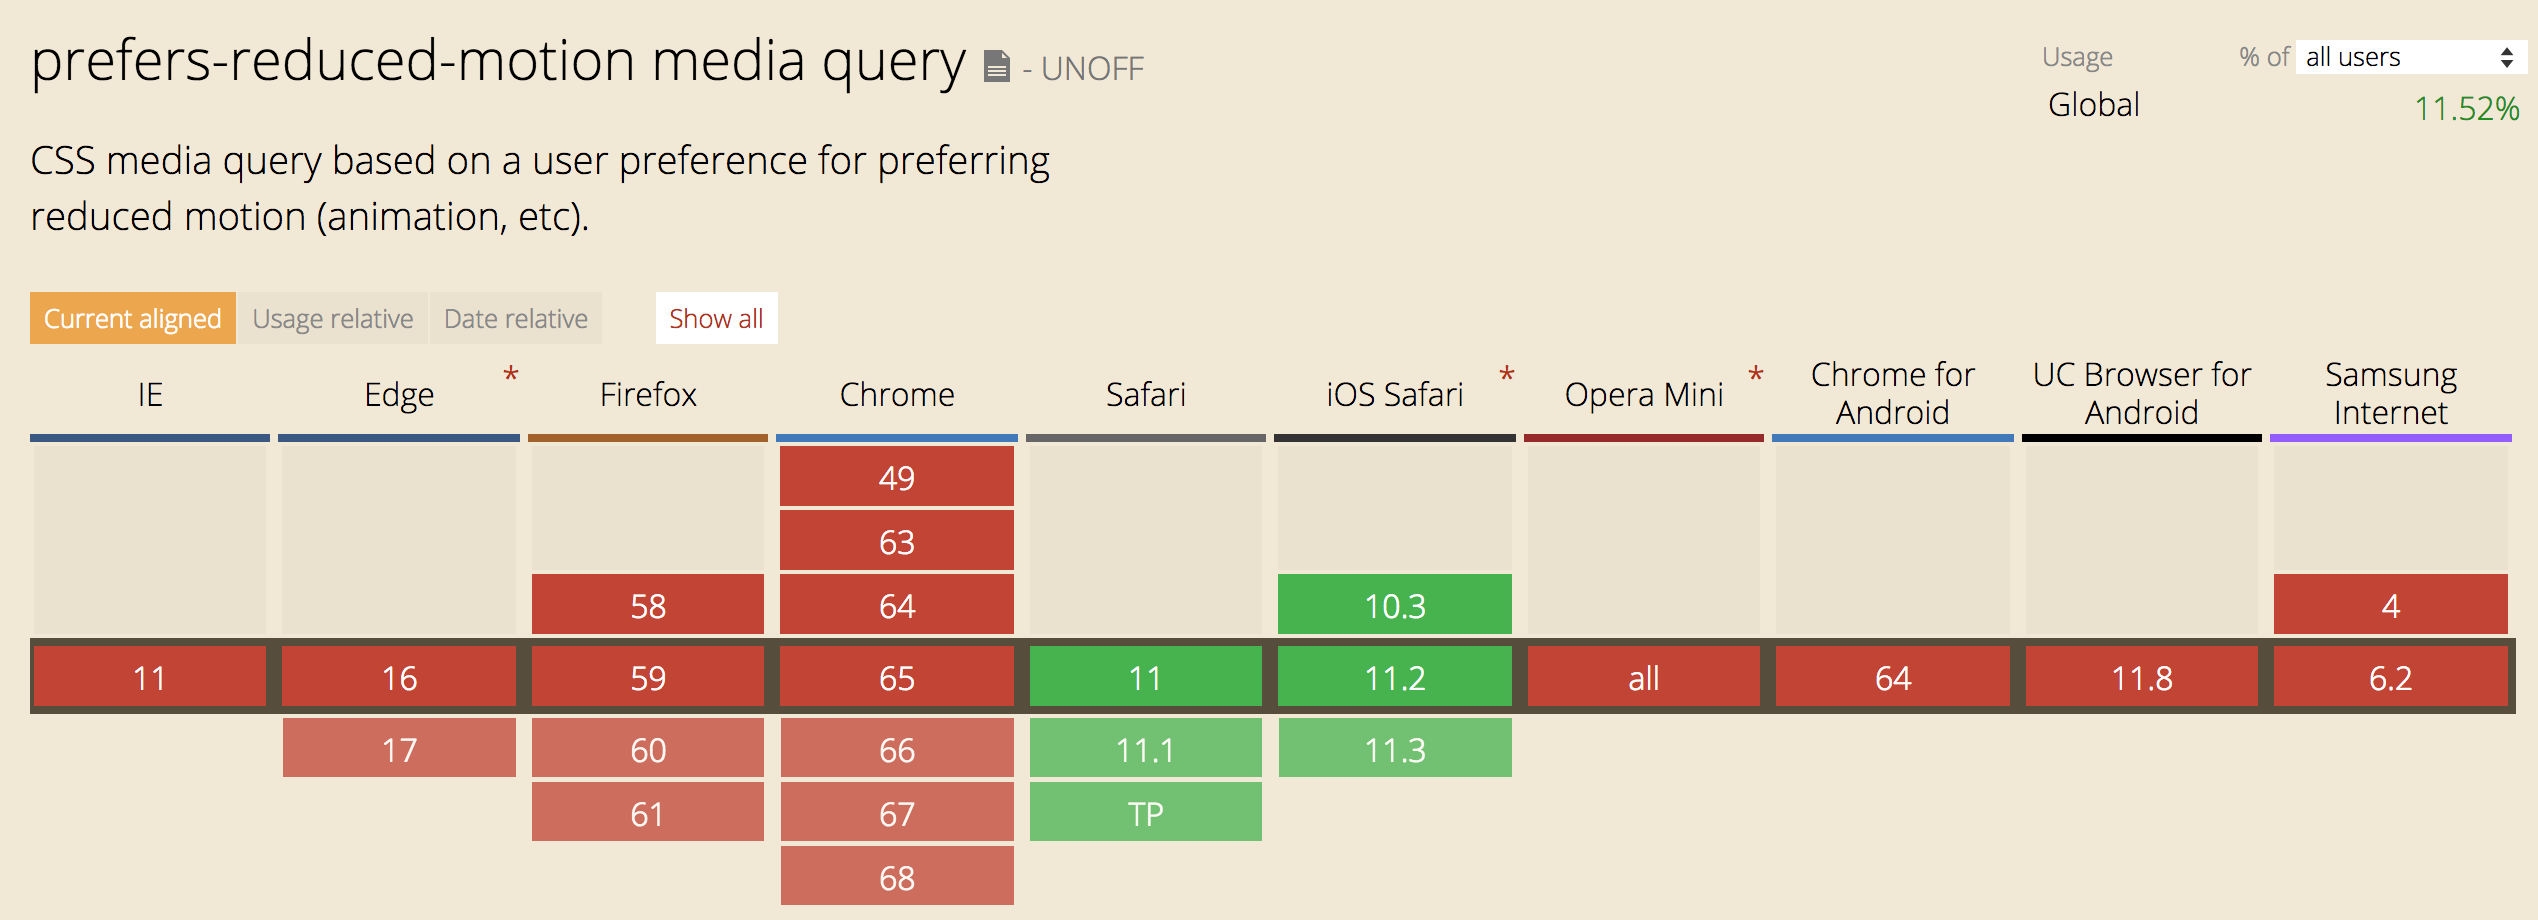 prefers-reduced-motion media query - UNOFF
Usage % of all users
Global 11.52%
CSS media query based on a user preference for preferring
reduced motion (animation, etc).
Current aligned Usage relative Date relative Show all
IE Edge * Firefox Chrome Safari iOS Safari * Opera Mini * Chrome for Android UC Browser for Android Samsung Internet
49
63
58 64 10.3 4
11 16 59 65 11 11.2 all 64 11.8 6.2
17 60 66 11.1 11.3
61 67 TP
68